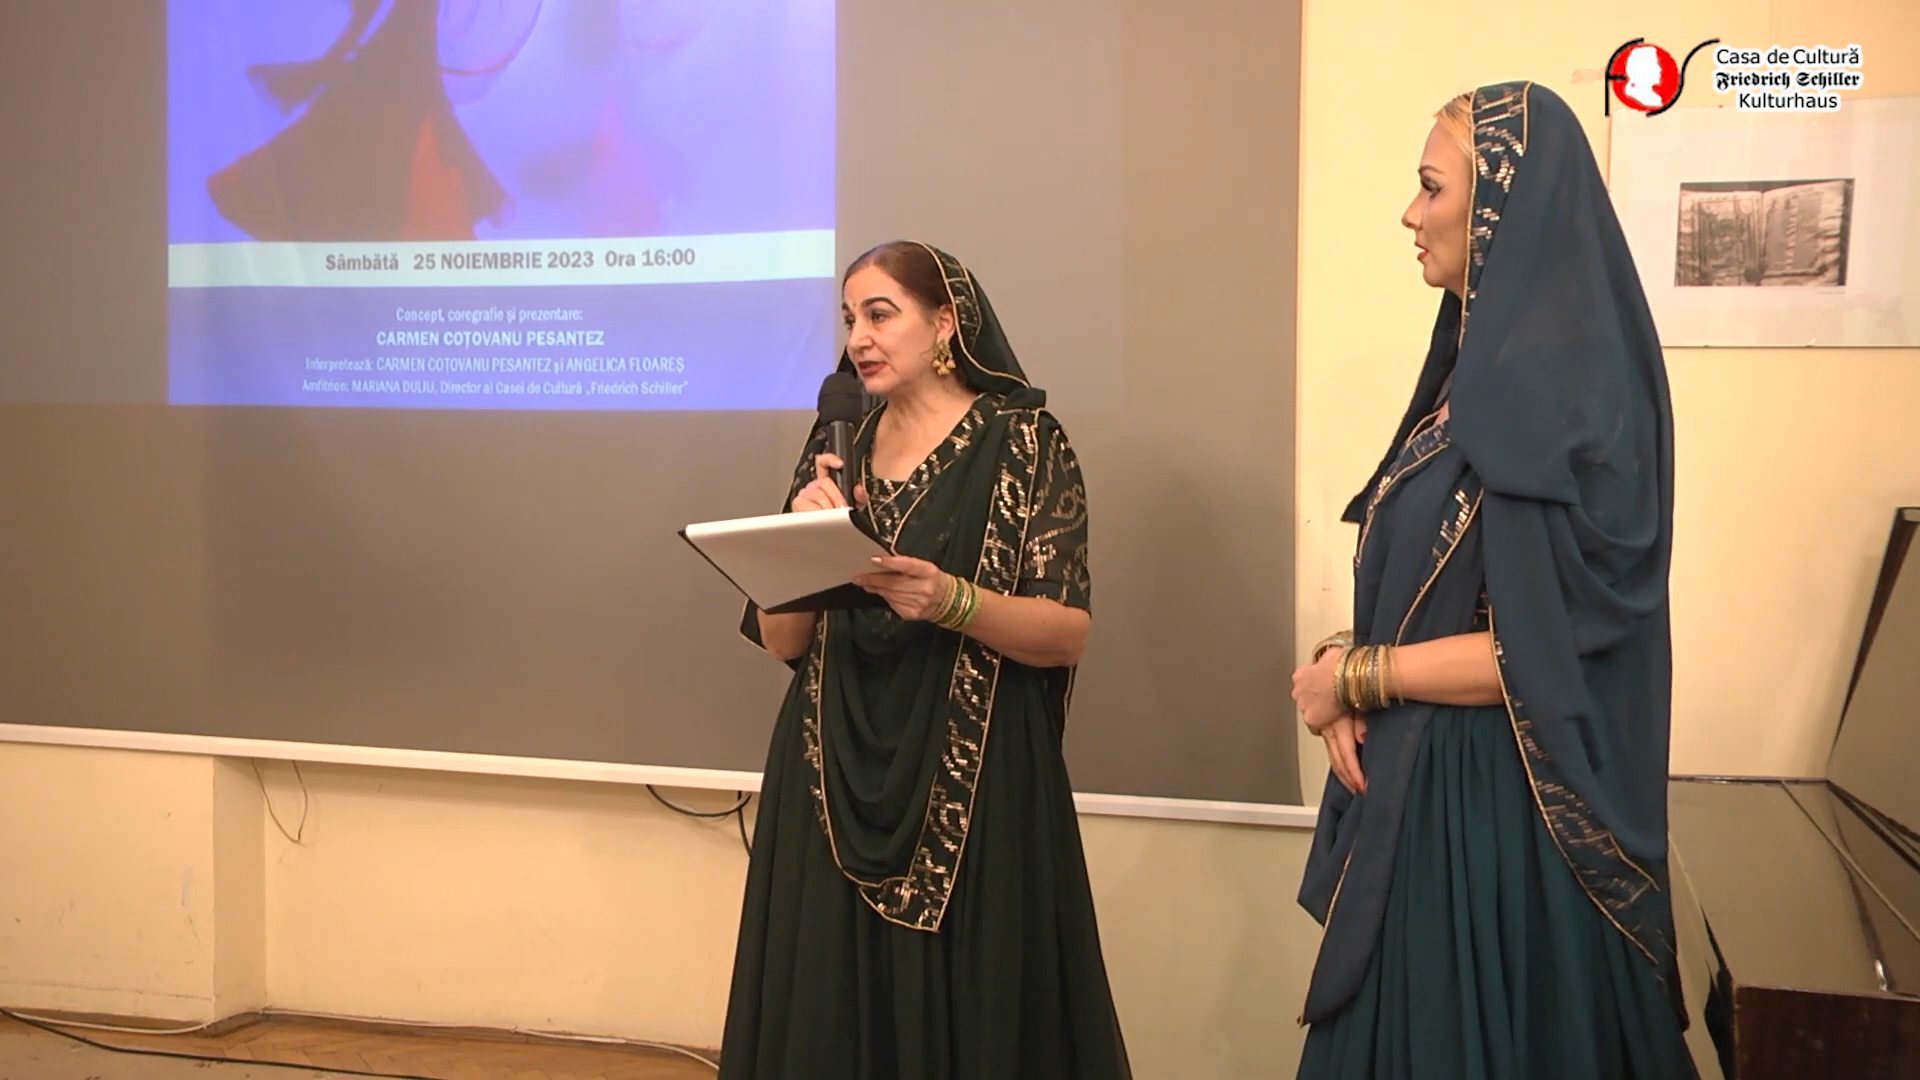 Casa de Cultură
Friedrich Schiller
Kulturhaus
Sâmbătă 25 NOIEMBRIE 2023 Ora 16:00
Concept, coregrafie și prezentare:
CARMEN COȚOVANU PESANTEZ
Interpretează: CARMEN COȚOVANU PESANTEZ și ANGELICA FLOAREȘ
Amfitrion: MARIANA DULIU, Director al Casei de Cultură „Friedrich Schiller"